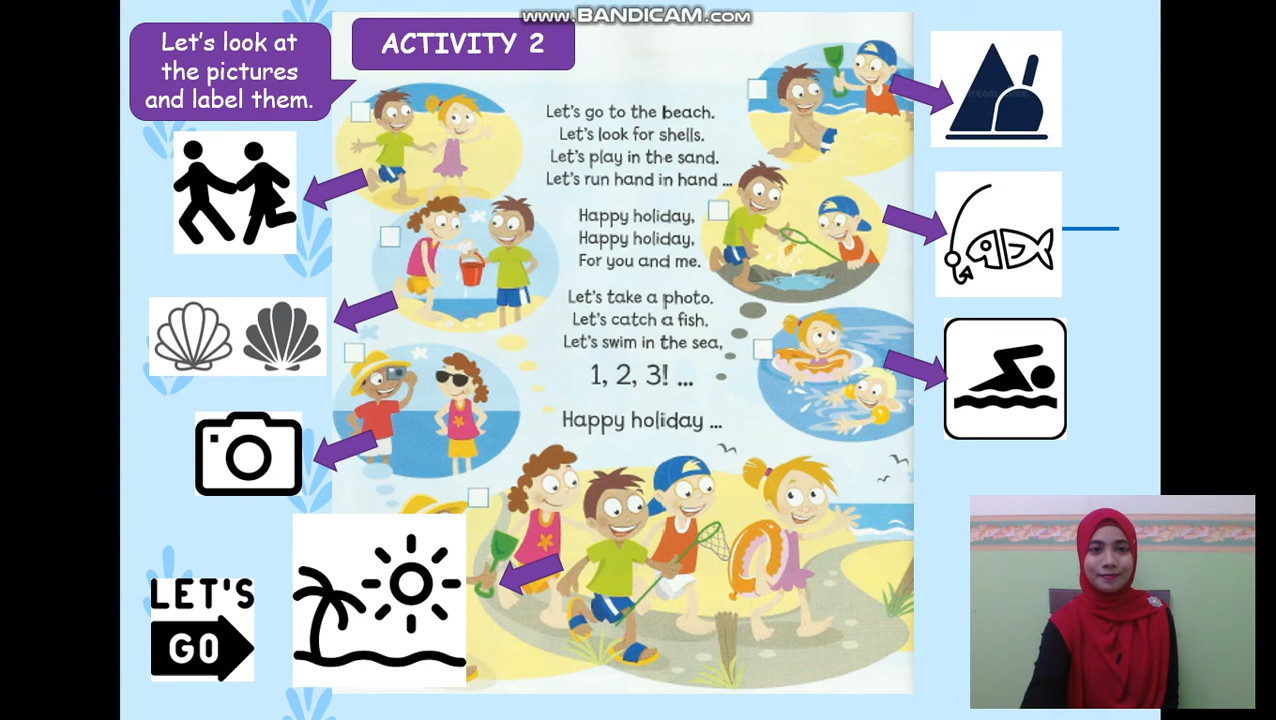 www.BANDICAM.com
Let's look at
the pictures
and label them.
ACTIVITY 2
Let's go to the beach.
Let's look for shells.
Let's play in the sand.
Let's run hand in hand ...
Happy holiday,
Happy holiday,
For you and me.
Let's take a photo.
Let's catch a fish.
Let's swim in the sea,
1, 2, 3! ...
Happy holiday ...
LET'S
GO